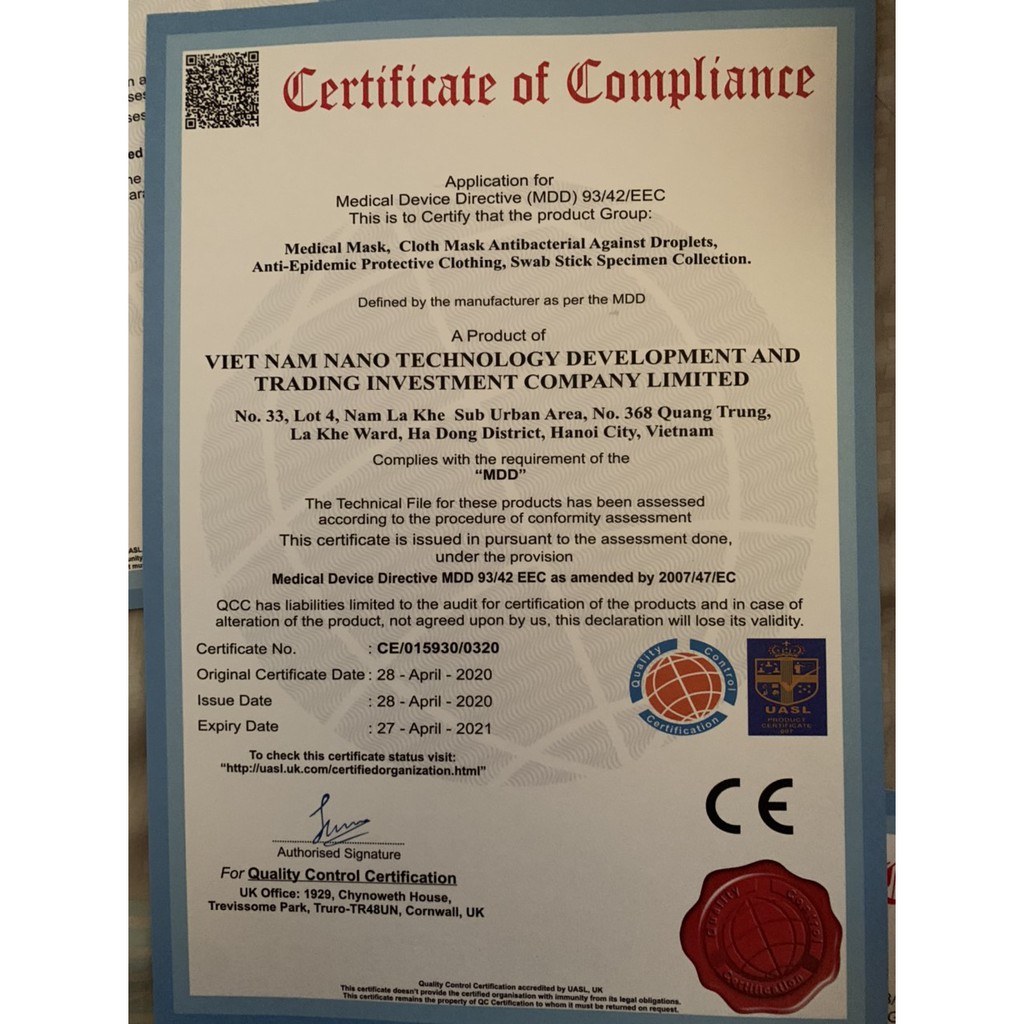 Certificate of Compliance
Application for
Medical Device Directive (MDD) 93/42/EEC
This is to Certify that the product Group:
Medical Mask, Cloth Mask Antibacterial Against Droplets,
Anti-Epidemic Protective Clothing, Swab Stick Specimen Collection.
Defined by the manufacturer as per the MDD
A Product of
VIET NAM NANO TECHNOLOGY DEVELOPMENT AND
TRADING INVESTMENT COMPANY LIMITED
No. 33, Lot 4, Nam La Khe Sub Urban Area, No. 368 Quang Trung,
La Khe Ward, Ha Dong District, Hanoi City, Vietnam
Complies with the requirement of the
“MDD”
The Technical File for these products has been assessed
according to the procedure of conformity assessment
This certificate is issued in pursuant to the assessment done,
under the provision
Medical Device Directive MDD 93/42 EEC as amended by 2007/47/EC
QCC has liabilities limited to the audit for certification of the products and in case of
alteration of the product, not agreed upon by us, this declaration will lose its validity.
Certificate No. : CE/015930/0320
Original Certificate Date : 28 - April - 2020
Issue Date : 28 - April - 2020
Expiry Date : 27 - April - 2021
Quality Control Certification
UASL
PRODUCT
CERTIFICATE
To check this certificate status visit:
“http://uasl.uk.com/certifiedorganization.html”
CE
Authorised Signature
For Quality Control Certification
UK Office: 1929, Chynoweth House,
Trevissome Park, Truro-TR48UN, Cornwall, UK
Quality Control Certification
Quality Control Certification accredited by UASL, UK
This certificate doesn't provide the certified organisation with immunity from its legal obligations.
This certificate remains the property of QC Certification to whom it must be returned on request.